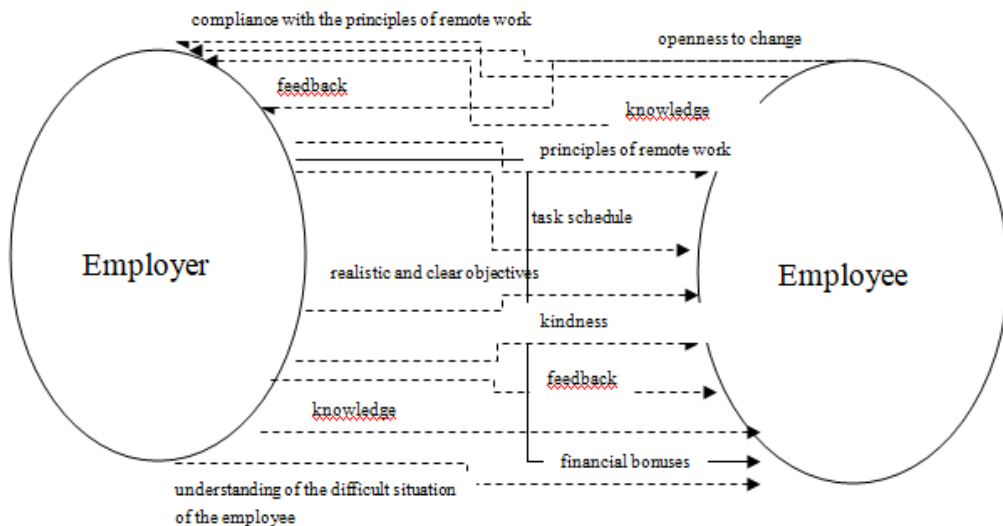 compliance with the principles of remote work
openness to change
feedback
knowledge
principles of remote work
task schedule
Employer
realistic and clear objectives
Employee
kindness
feedback
knowledge
financial bonuses
understanding of the difficult situation
of the employee